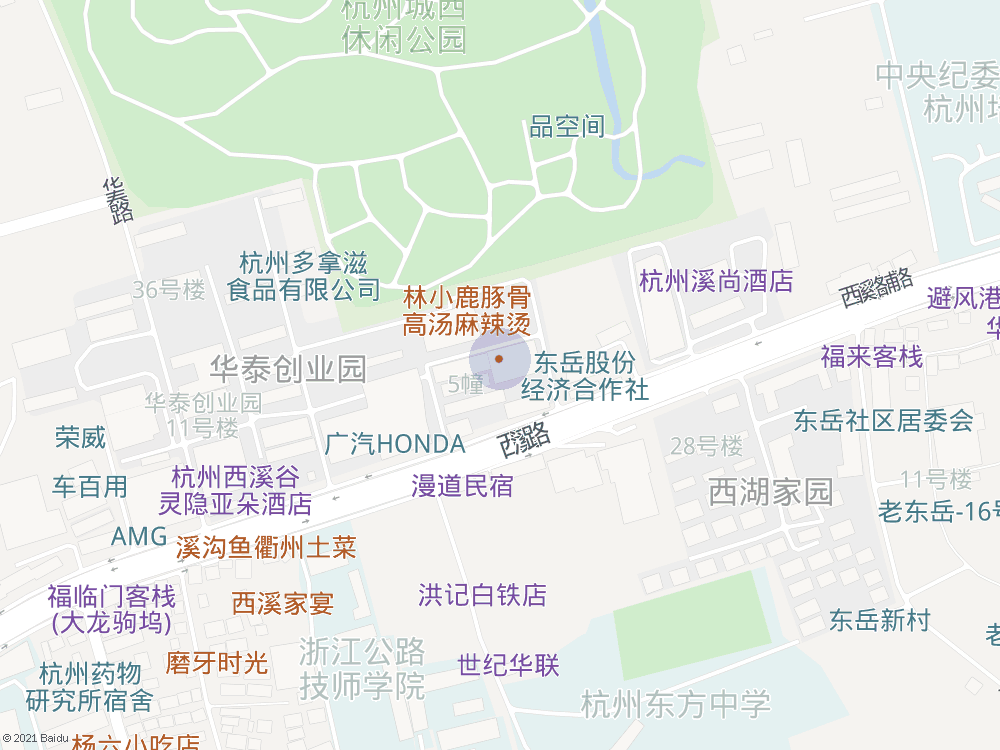 杭州城西
休闲公园
中央纪委
杭州培
品空间
华泰路
杭州多拿滋
食品有限公司
36号楼
林小鹿豚骨
高汤麻辣烫
杭州溪尚酒店
西溪路辅路
避风港
华
福来客栈
华泰创业园
5幢
东岳股份
经济合作社
华泰创业园
11号楼
荣威
广汽HONDA
西溪路
28号楼
东岳社区居委会
车百用
杭州西溪谷
灵隐亚朵酒店
漫道民宿
西湖家园
11号楼
老东岳-16号
AMG
溪沟鱼衢州土菜
福临门客栈
(大龙驹坞)
西溪家宴
洪记白铁店
东岳新村
老
浙江公路
技师学院
磨牙时光
世纪华联
杭州药物
研究所宿舍
杭州东方中学
杨六小吃店
© 2021 Baidu